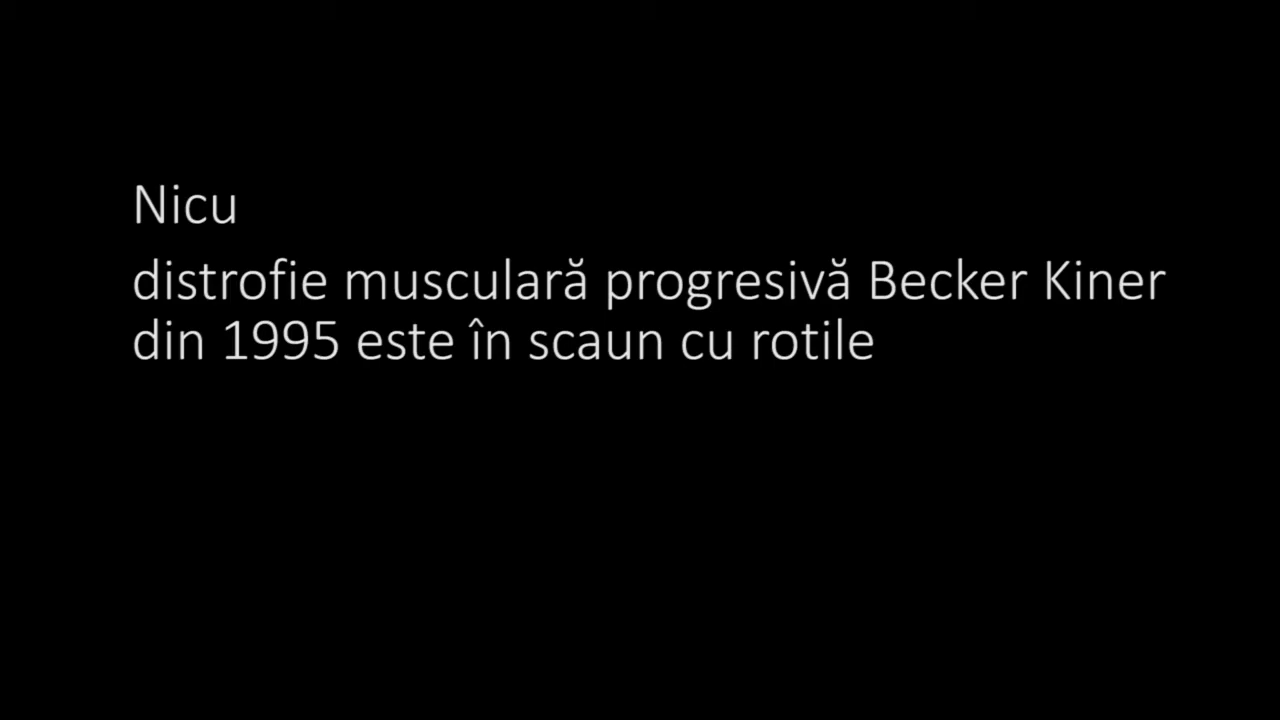 Nicu
distrofie musculară progresivă Becker Kiner
din 1995 este în scaun cu rotile